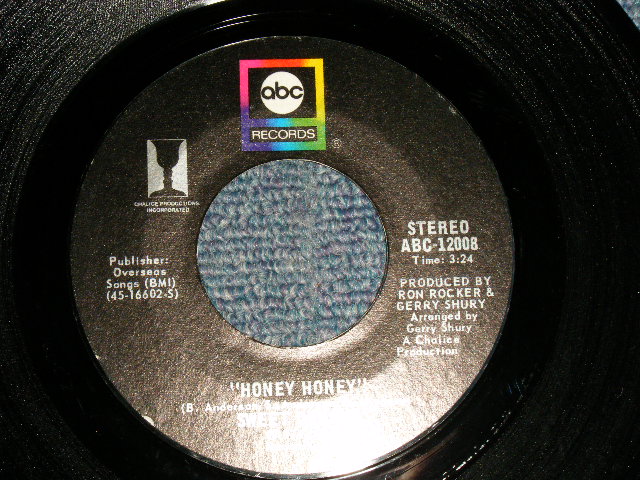 abc
RECORDS
®
CHALICE PRODUCTIONS
INCORPORATED
STEREO
ABC-12008
Time: 3:24
Publisher:
Overseas
Songs (BMI)
(45-16602-S)
PRODUCED BY
RON ROCKER &
GERRY SHURY
Arranged by
Gerry Shury
A Chalice
Production
"HONEY HONEY"
(B. Anderson